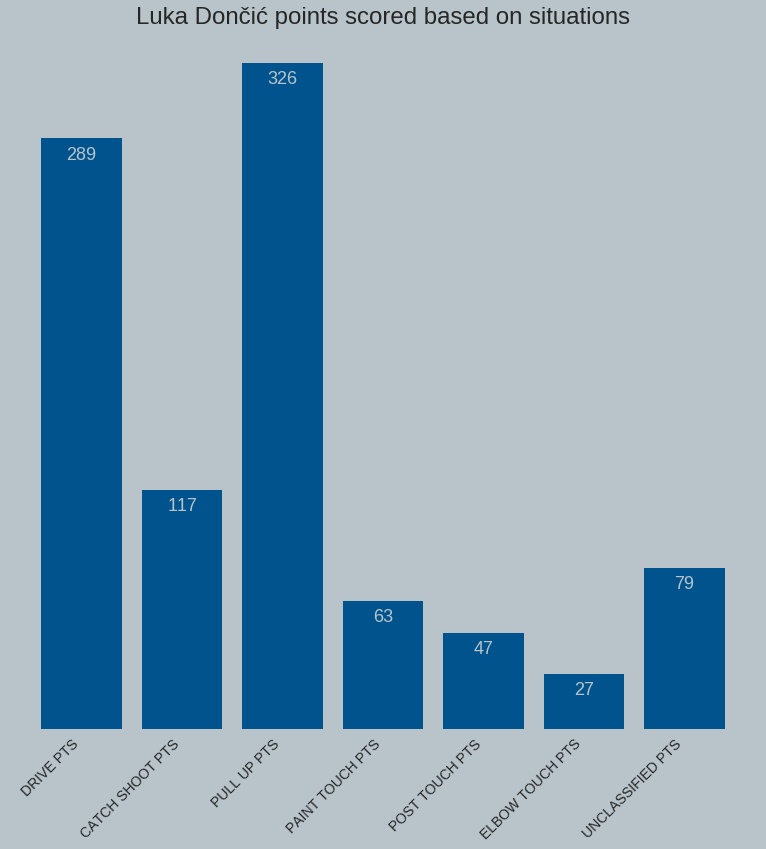 Luka Dončić points scored based on situations
326
289
117
79
63
47
27
DRIVE PTS
CATCH SHOOT PTS
PULL UP PTS
PAINT TOUCH PTS
POST TOUCH PTS
ELBOW TOUCH PTS
UNCLASSIFIED PTS